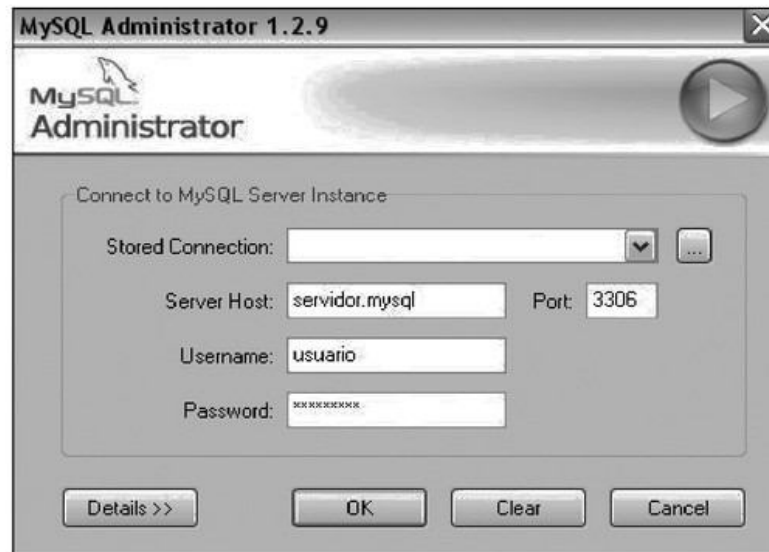 MySQL Administrator 1.2.9
MySQL
Administrator
Connect to MySQL Server Instance
Stored Connection:
...
Server Host: servidor.mysql Port: 3306
Username: usuario
Password: ×××××××××
Details >> OK Clear Cancel